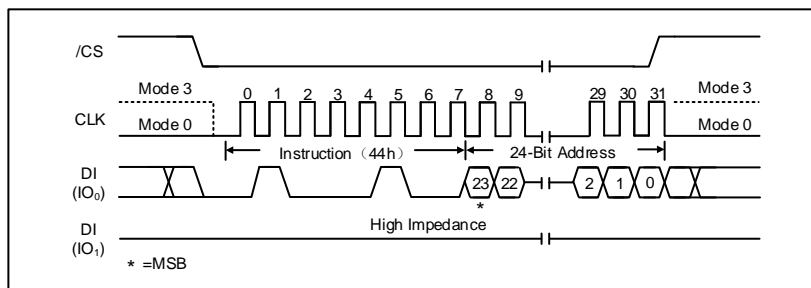 /CS
Mode 3
0 1 2 3 4 5 6 7 8 9 29 30 31
Mode 3
CLK
Mode 0
Mode 0
Instruction（44h）
24-Bit Address
DI
(IO0)
23 22 2 1 0
*
DI
(IO1)
High Impedance
* =MSB